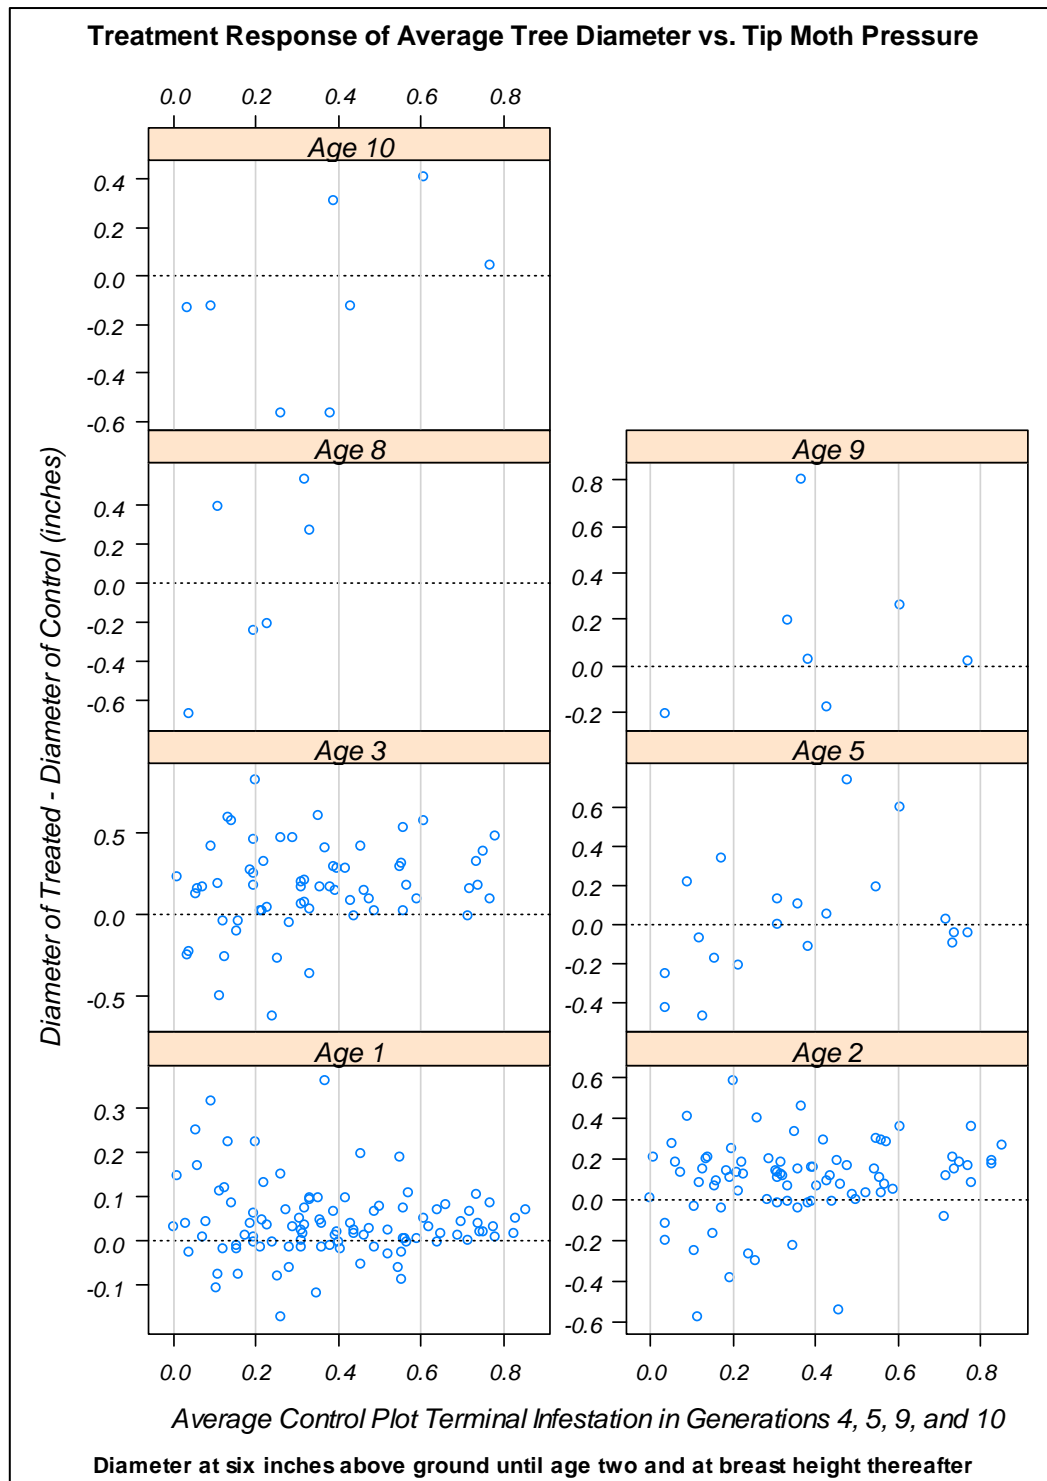 Treatment Response of Average Tree Diameter vs. Tip Moth Pressure
0.0 0.2 0.4 0.6 0.8
Age 10
0.4
0.2
0.0
-0.2
-0.4
-0.6
Age 8
0.4
0.2
0.0
-0.2
-0.4
-0.6
Age 9
0.8
0.6
0.4
0.2
0.0
-0.2
Age 3
0.5
0.0
-0.5
Age 5
0.6
0.4
0.2
0.0
-0.2
-0.4
Age 1
0.3
0.2
0.1
0.0
-0.1
Age 2
0.6
0.4
0.2
0.0
-0.2
-0.4
-0.6
0.0 0.2 0.4 0.6 0.8
0.0 0.2 0.4 0.6 0.8
Diameter of Treated - Diameter of Control (inches)
Average Control Plot Terminal Infestation in Generations 4, 5, 9, and 10
Diameter at six inches above ground until age two and at breast height thereafter